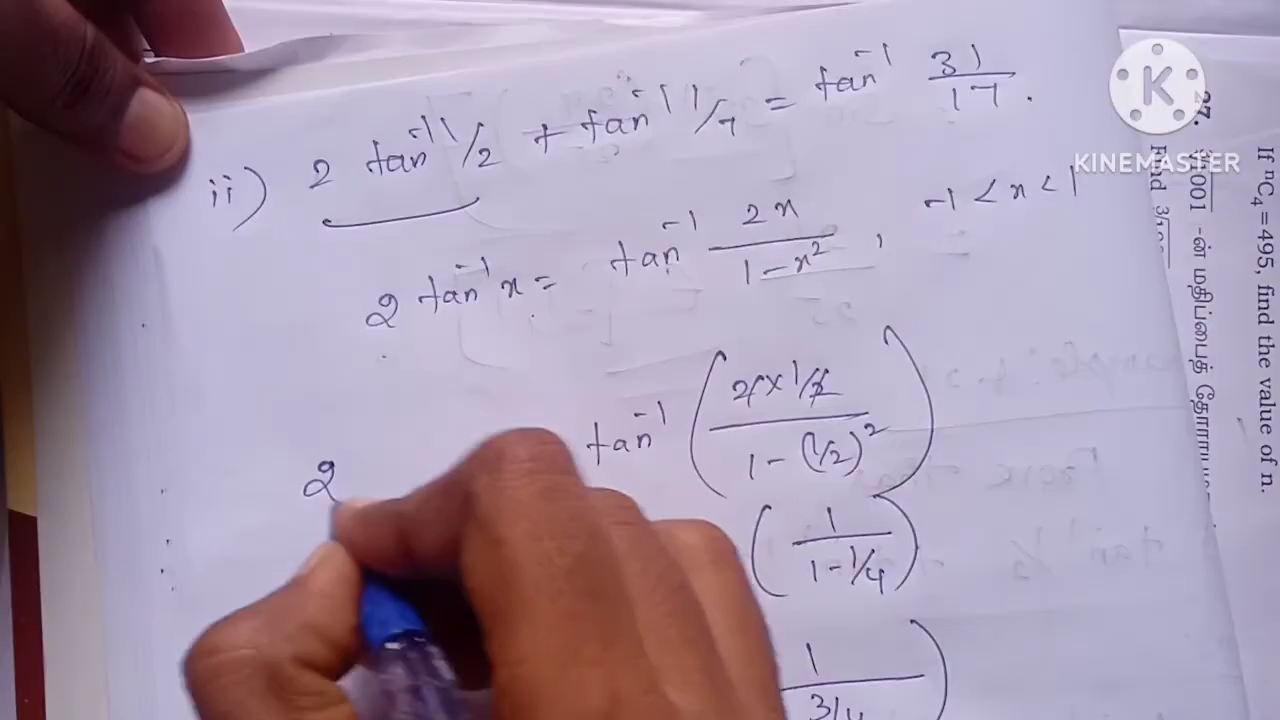 ii) 2 tan⁻¹ 1/2 + tan⁻¹ 1/7 = tan⁻¹ 31/17.
2 tan⁻¹ x = tan⁻¹ 2x/1-x², -1 < x < 1
tan⁻¹ (2×1/2 / 1-(1/2)²)
2
(1 / 1-1/4)
1 / 3/4 )
KINEMASTER
27.
Find
-ன் மதிப்பைத்
If ⁿC₄ = 495, find the value of n.